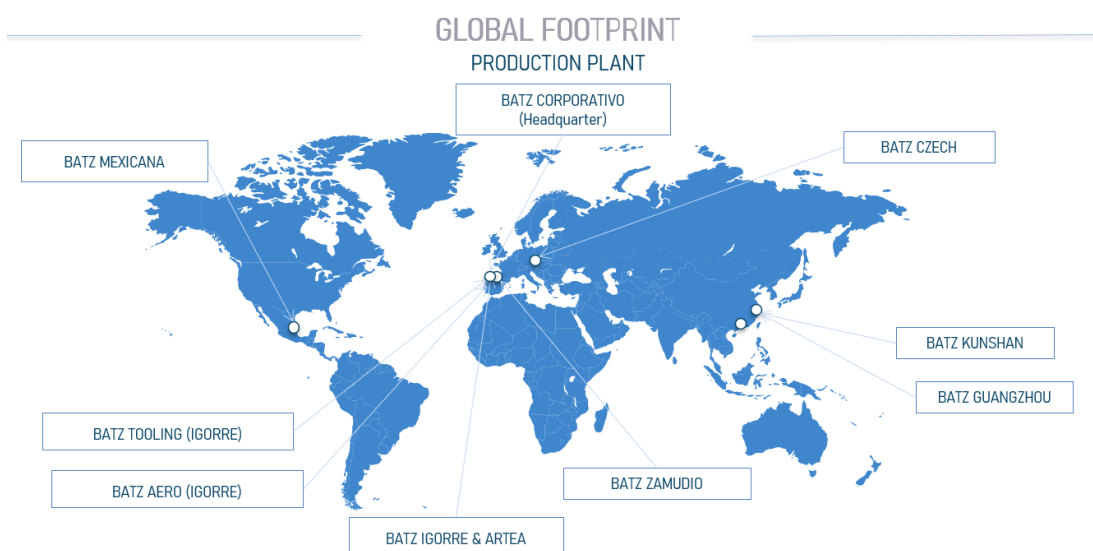 GLOBAL FOOTPRINT
PRODUCTION PLANT
BATZ CORPORATIVO
(Headquarter)
BATZ MEXICANA
BATZ CZECH
BATZ KUNSHAN
BATZ GUANGZHOU
BATZ TOOLING (IGORRE)
BATZ AERO (IGORRE)
BATZ ZAMUDIO
BATZ IGORRE & ARTEA